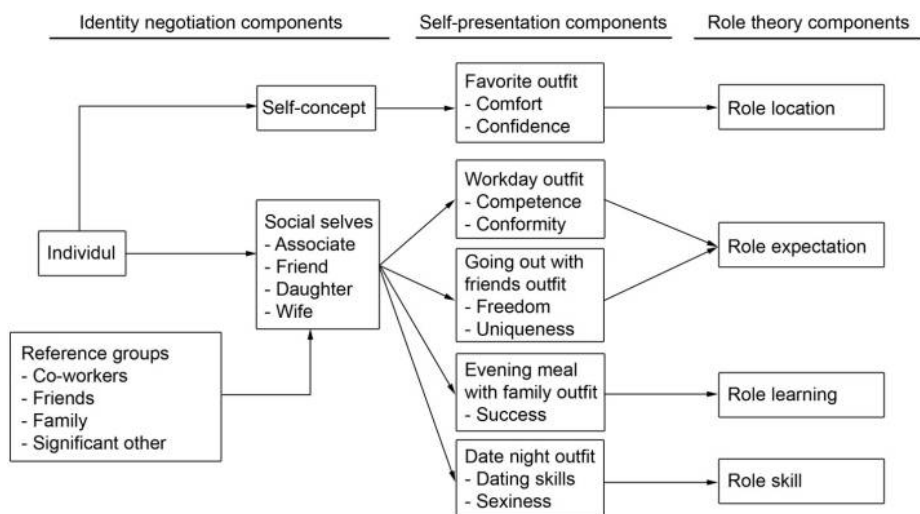 Identity negotiation components
Self-presentation components
Role theory components
Self-concept
Favorite outfit
- Comfort
- Confidence
Role location
Individul
Social selves
- Associate
- Friend
- Daughter
- Wife
Reference groups
- Co-workers
- Friends
- Family
- Significant other
Workday outfit
- Competence
- Conformity
Going out with
friends outfit
- Freedom
- Uniqueness
Role expectation
Evening meal
with family outfit
- Success
Role learning
Date night outfit
- Dating skills
- Sexiness
Role skill